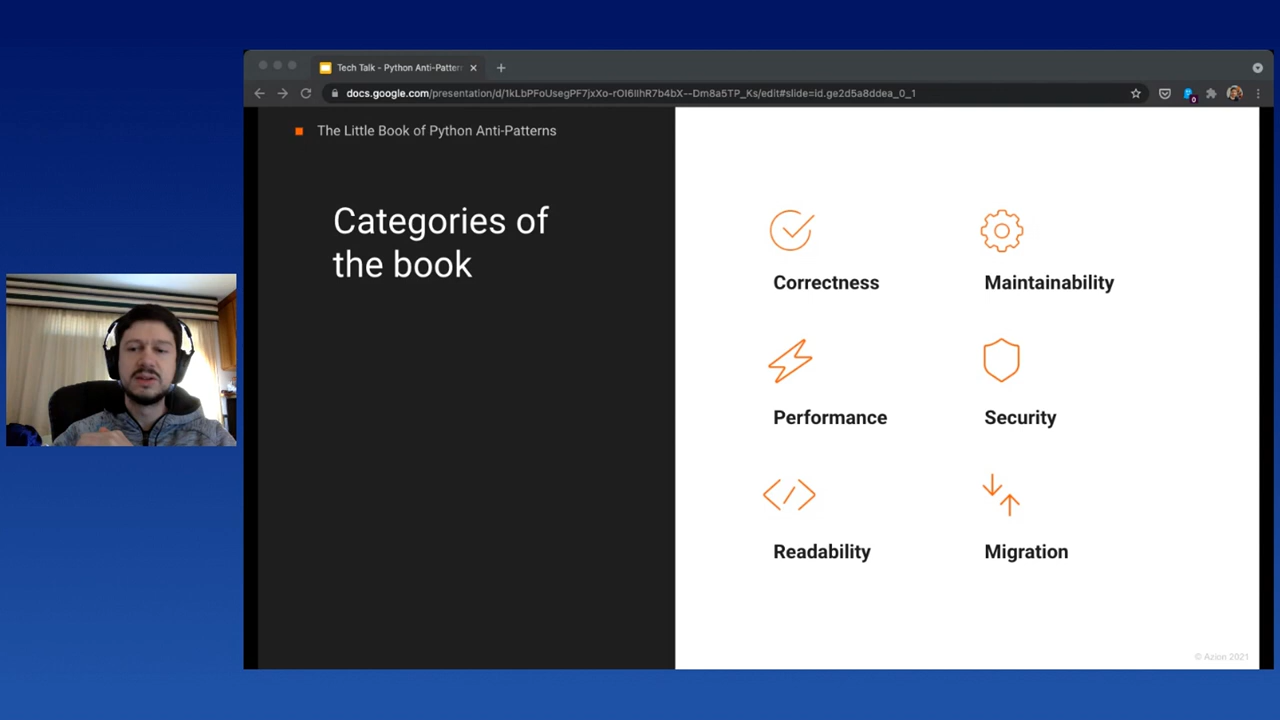 Tech Talk - Python Anti-Patter
docs.google.com/presentation/d/1kLbPFoUsegPF7jxXo-rOI6IIhR7b4bX--Dm8a5TP_Ks/edit#slide=id.ge2d5a8ddea_0_1
The Little Book of Python Anti-Patterns
Categories of
the book
Correctness
Maintainability
Performance
Security
Readability
Migration
© Azion 2021